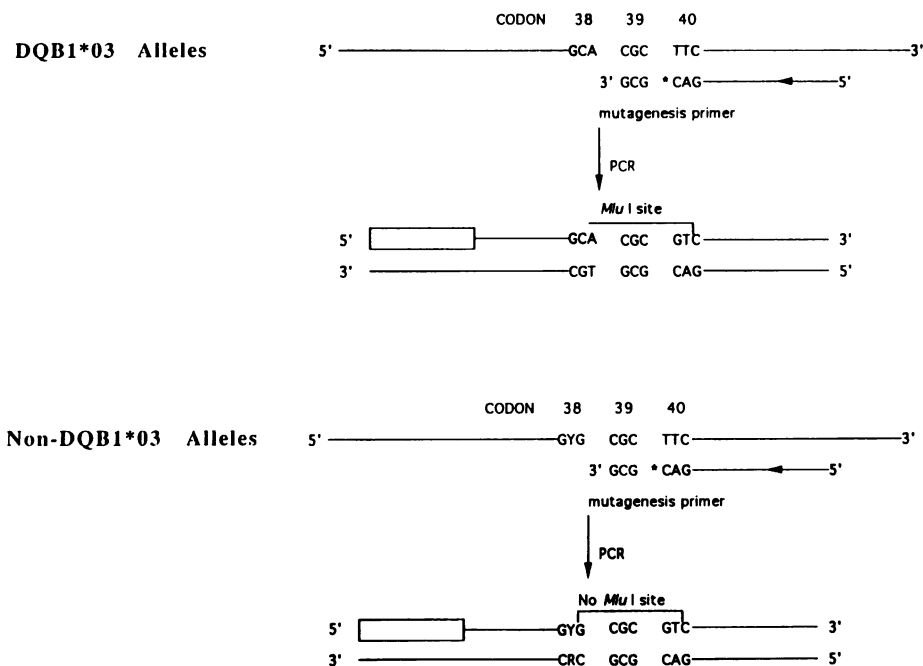 CODON 38 39 40
DQB1*03 Alleles 5' GCA CGC TTC 3'
3' GCG *CAG 5'
mutagenesis primer
PCR
Mlu I site
5' GCA CGC GTC 3'
3' CGT GCG CAG 5'
CODON 38 39 40
Non-DQB1*03 Alleles 5' GYG CGC TTC 3'
3' GCG *CAG 5'
mutagenesis primer
PCR
No Mlu I site
5' GYG CGC GTC 3'
3' CRC GCG CAG 5'